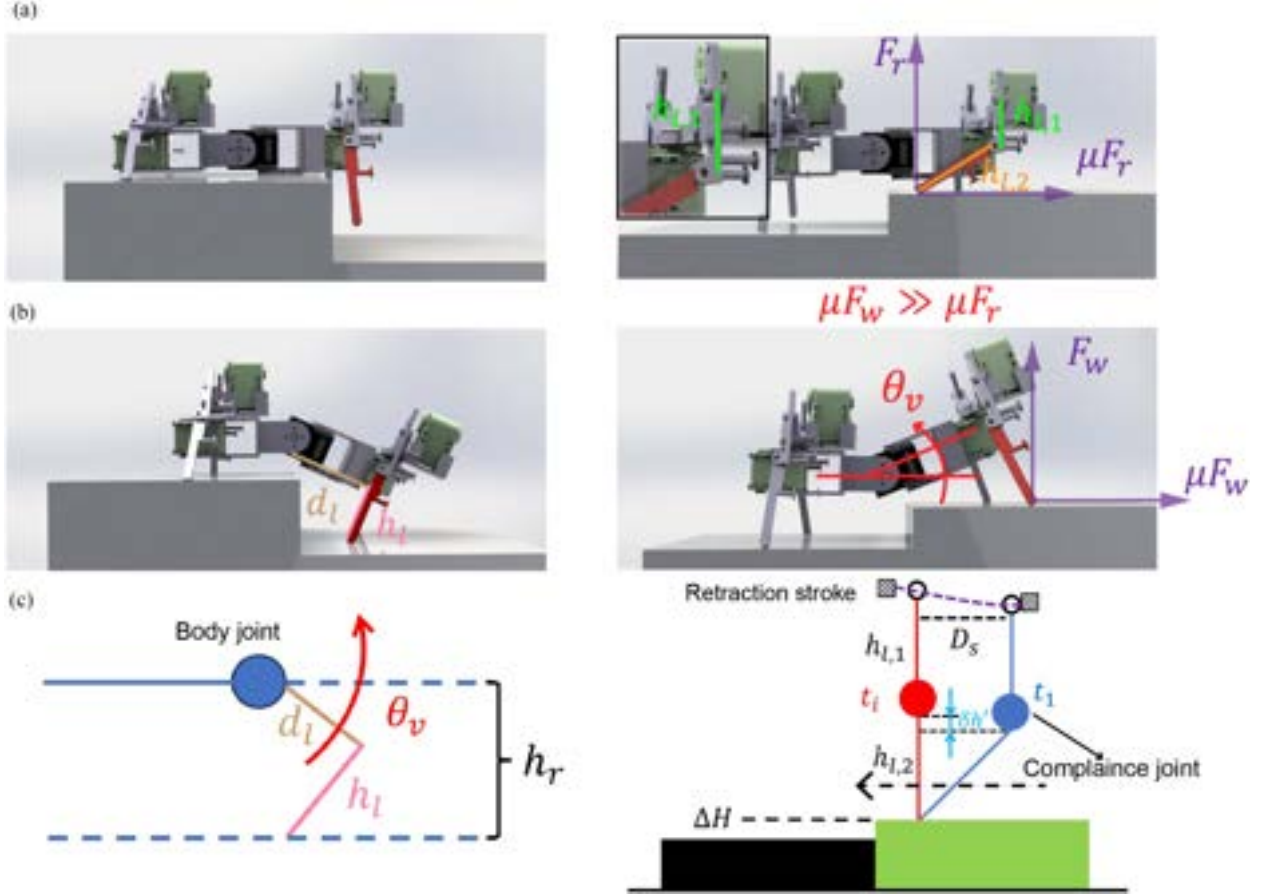 (a)
F_r
h_{l,1}
h_{l,1}
μF_r
h_{l,2}
(b)
μF_w ≫ μF_r
θ_v
F_w
μF_w
d_l
h_l
(c)
Body joint
d_l
θ_v
h_l
h_r
Retraction stroke
h_{l,1}
D_s
t_i
t_1
δh'
h_{l,2}
Complaince joint
ΔH